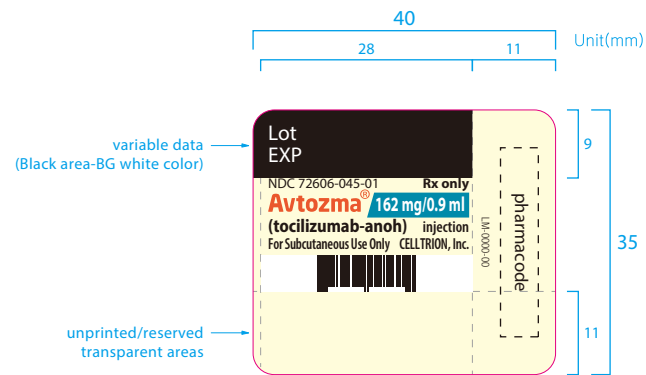 40
28
11
Unit(mm)
variable data
(Black area-BG white color)
Lot
EXP
9
NDC 72606-045-01 Rx only
Avtozma® 162 mg/0.9 ml
(tocilizumab-anoh) injection
For Subcutaneous Use Only CELLTRION, Inc.
LM-0000-00
pharmacode
35
unprinted/reserved
transparent areas
11